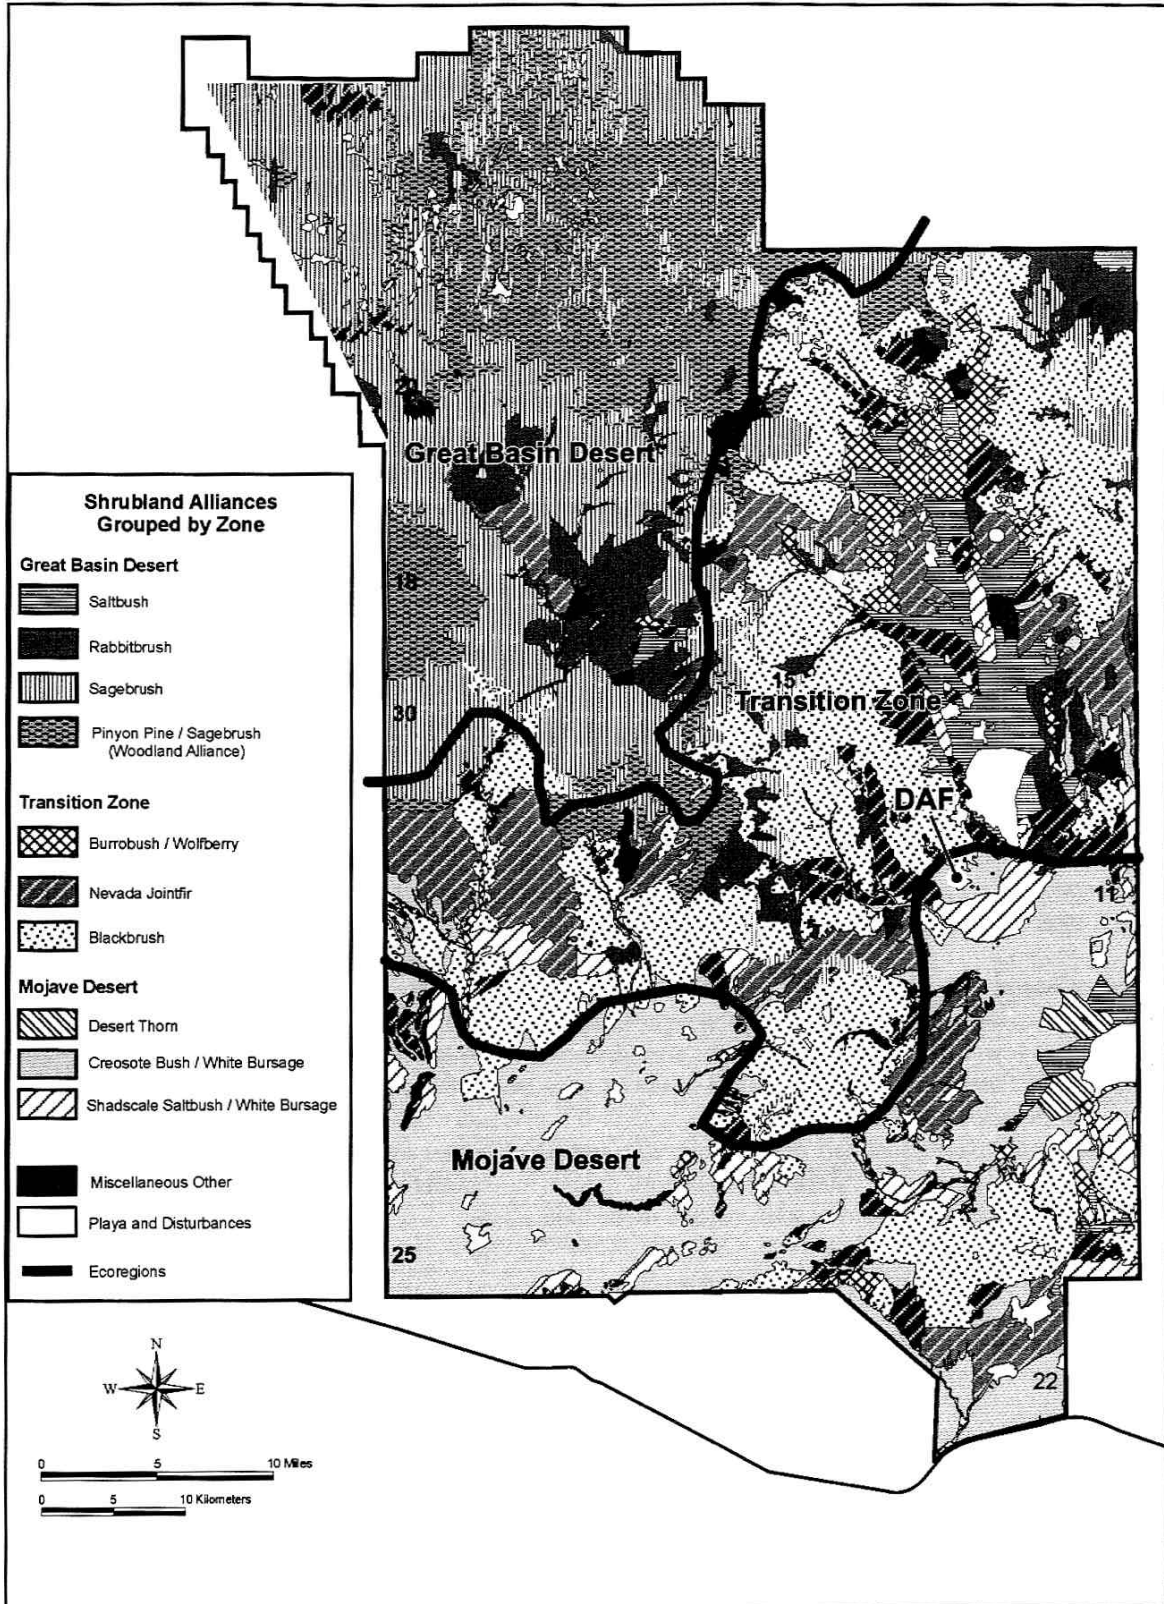 Great Basin Desert
18
30
15
Transition Zone
DAF
11
Mojave Desert
25
22
Shrubland Alliances
Grouped by Zone
Great Basin Desert
Saltbush
Rabbitbrush
Sagebrush
Pinyon Pine / Sagebrush
(Woodland Alliance)
Transition Zone
Burrobush / Wolfberry
Nevada Jointfir
Blackbrush
Mojave Desert
Desert Thorn
Creosote Bush / White Bursage
Shadscale Saltbush / White Bursage
Miscellaneous Other
Playa and Disturbances
Ecoregions
N
W E
S
0 5 10 Miles
0 5 10 Kilometers